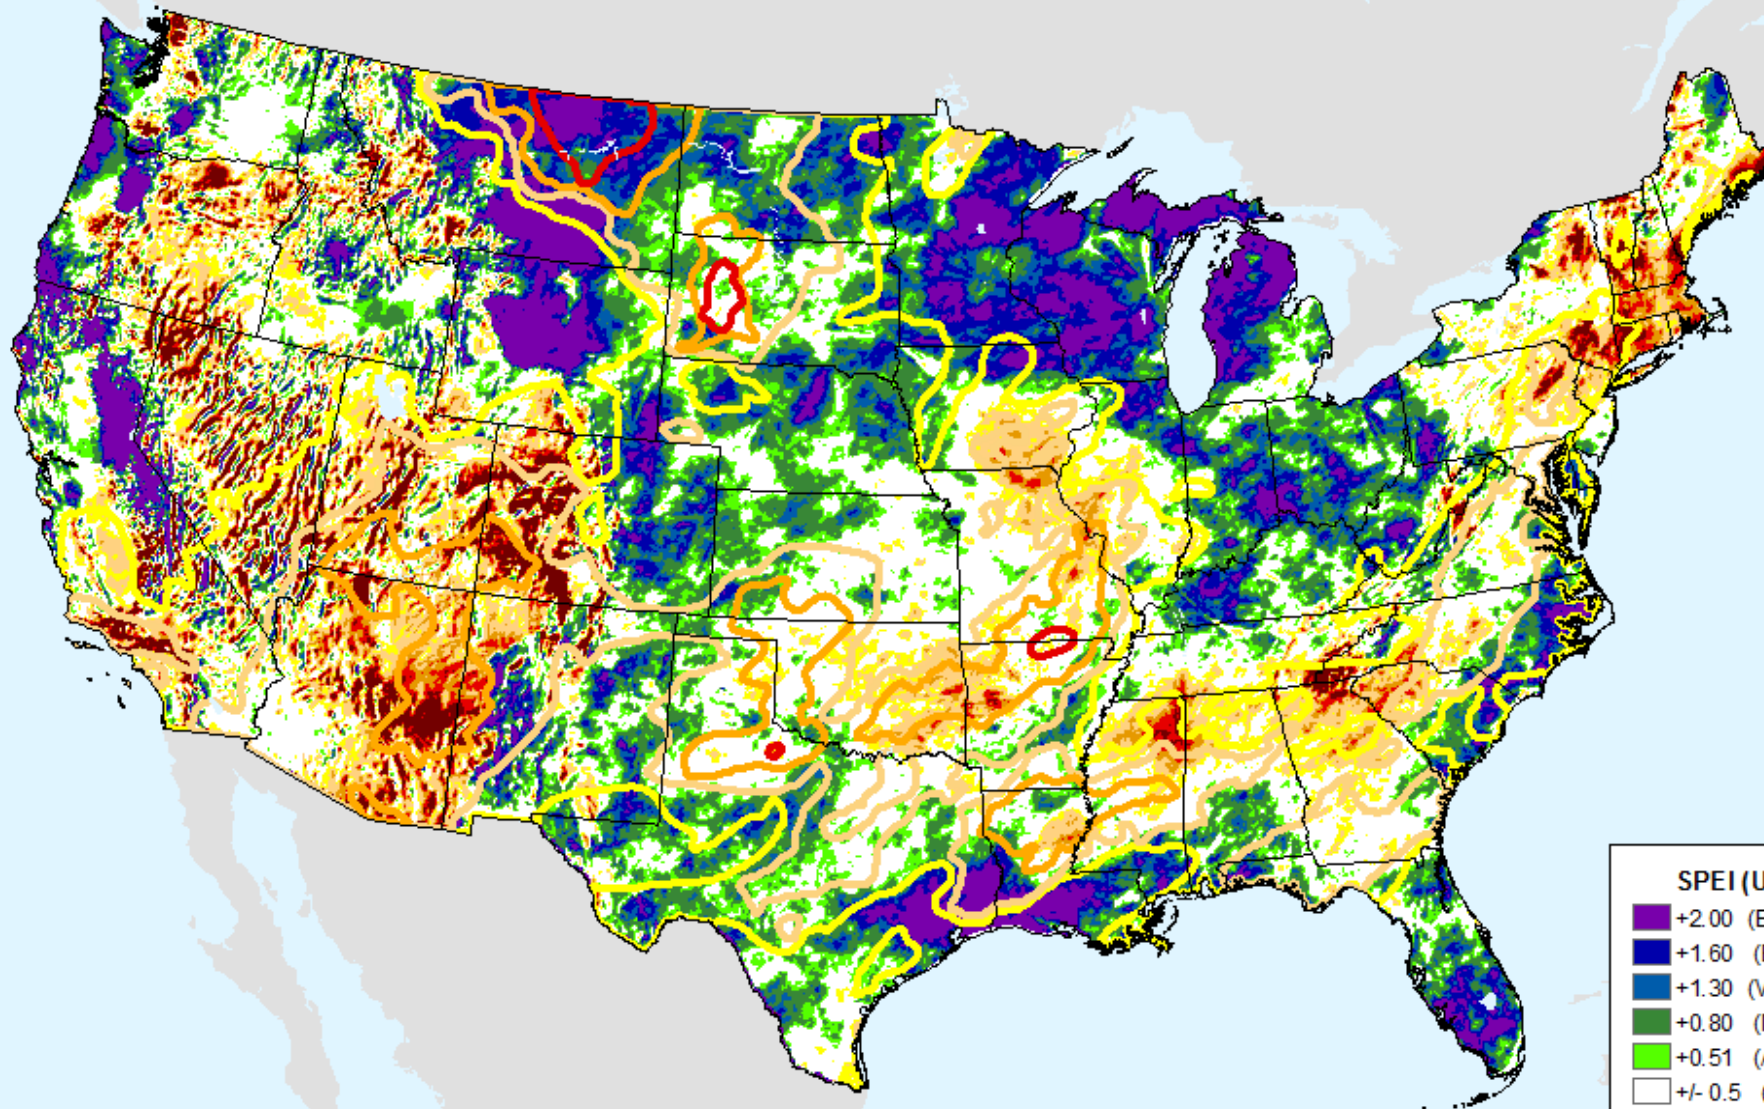 SPEI (U
+2.00 (E
+1.60 (
+1.30 (V
+0.80 (
+0.51 (
+/- 0.5 (